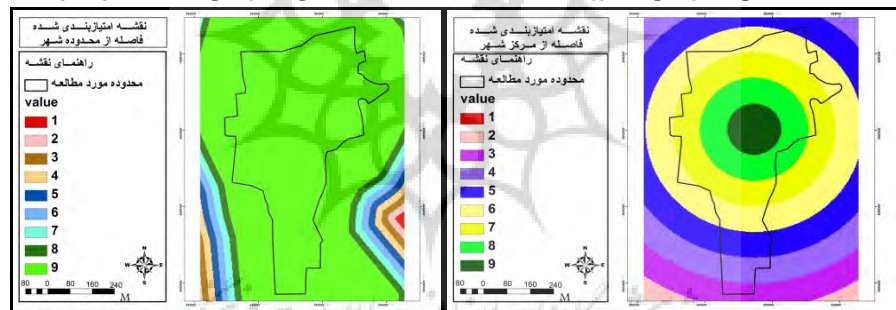 نقشه امتیازبندی شده
فاصله از محدوده شهر
راهنمای نقشه
محدوده مورد مطالعه
value
1
2
3
4
5
6
7
8
9
N
W E
S
80 0 80 160 240
M
نقشه امتیازبندی شده
فاصله از مرکز شهر
راهنمای نقشه
محدوده مورد مطالعه
value
1
2
3
4
5
6
7
8
9
N
W E
S
80 0 80 160 240
M